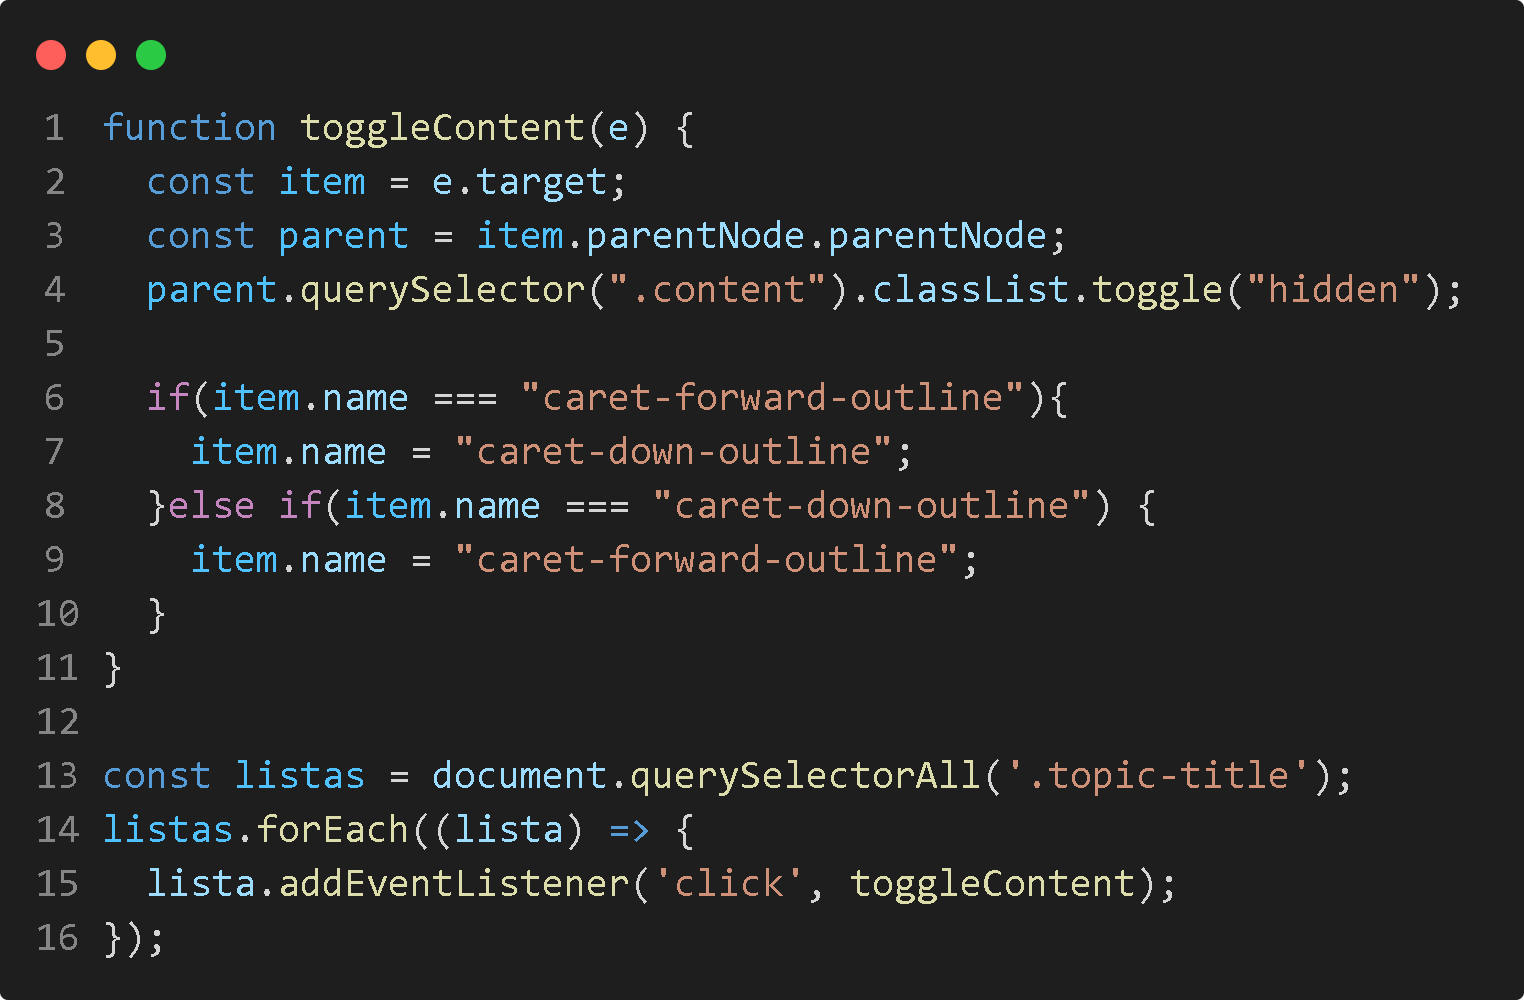 1 function toggleContent(e) {
2   const item = e.target;
3   const parent = item.parentNode.parentNode;
4   parent.querySelector(".content").classList.toggle("hidden");
5
6   if(item.name === "caret-forward-outline"){
7     item.name = "caret-down-outline";
8   }else if(item.name === "caret-down-outline") {
9     item.name = "caret-forward-outline";
10   }
11 }
12
13 const listas = document.querySelectorAll('.topic-title');
14 listas.forEach((lista) => {
15   lista.addEventListener('click', toggleContent);
16 });